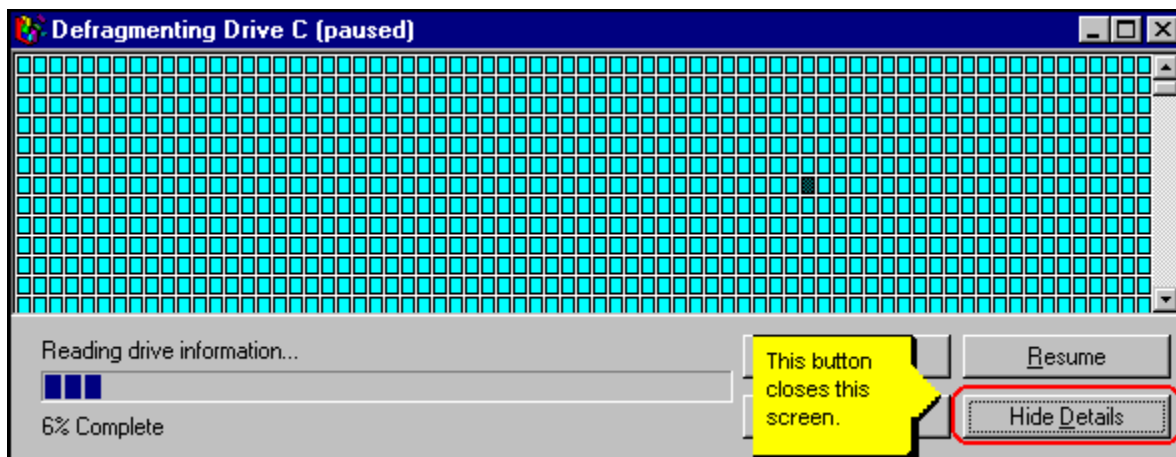 Defragmenting Drive C (paused)
Reading drive information...
6% Complete
This button
closes this
screen.
Resume
Hide Details